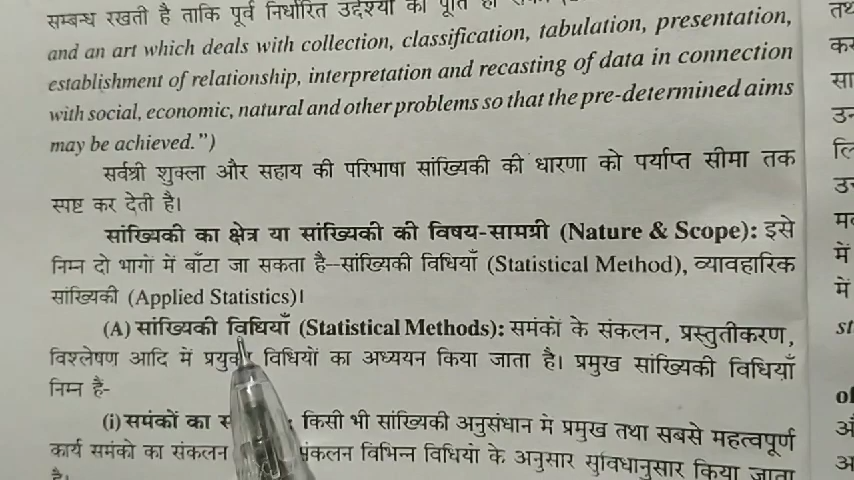 सम्बन्ध रखती है ताकि पूर्व निर्धारित उद्देश्यों की पूर्ति हो
and an art which deals with collection, classification, tabulation, presentation,
establishment of relationship, interpretation and recasting of data in connection
with social, economic, natural and other problems so that the pre-determined aims
may be achieved.")
सर्वश्री शुक्ला और सहाय की परिभाषा सांख्यिकी की धारणा को पर्याप्त सीमा तक
स्पष्ट कर देती है।
सांख्यिकी का क्षेत्र या सांख्यिकी की विषय-सामग्री (Nature & Scope): इसे
निम्न दो भागों में बाँटा जा सकता है–सांख्यिकी विधियाँ (Statistical Method), व्यावहारिक
सांख्यिकी (Applied Statistics)।
(A) सांख्यिकी विधियाँ (Statistical Methods): समंकों के संकलन, प्रस्तुतीकरण,
विश्लेषण आदि में विधियों का अध्ययन किया जाता है। प्रमुख सांख्यिकी विधियाँ
निम्न है-
(i) समंकों का किसी भी सांख्यिकी अनुसंधान में प्रमुख तथा सबसे महत्वपूर्ण
कार्य समंको का संकलन विभिन्न विधियों के अनुसार सुविधानुसार किया जाता
है।